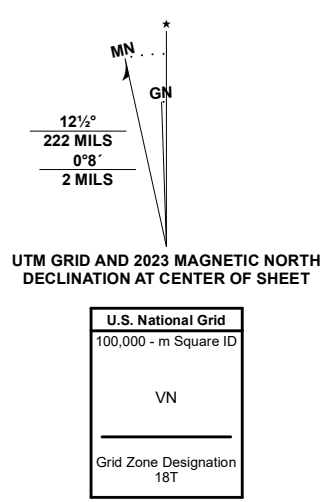 MN
GN
12½°
222 MILS
0°8´
2 MILS
UTM GRID AND 2023 MAGNETIC NORTH
DECLINATION AT CENTER OF SHEET
U.S. National Grid
100,000 - m Square ID
VN
Grid Zone Designation
18T